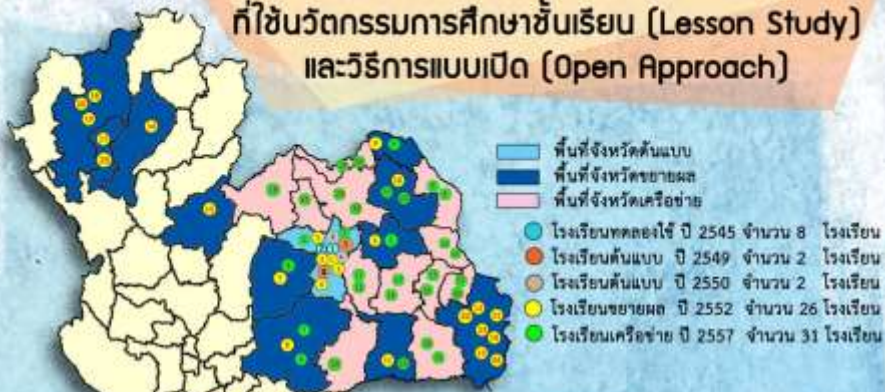 ที่ใช้นวัตกรรมการศึกษาชั้นเรียน (Lesson Study)
และวิธีการแบบเปิด (Open Approach)
พื้นที่จังหวัดต้นแบบ
พื้นที่จังหวัดขยายผล
พื้นที่จังหวัดเครือข่าย
โรงเรียนทดลองใช้ ปี 2545 จำนวน 8 โรงเรียน
โรงเรียนต้นแบบ ปี 2549 จำนวน 2 โรงเรียน
โรงเรียนต้นแบบ ปี 2550 จำนวน 2 โรงเรียน
โรงเรียนขยายผล ปี 2552 จำนวน 26 โรงเรียน
โรงเรียนเครือข่าย ปี 2557 จำนวน 31 โรงเรียน